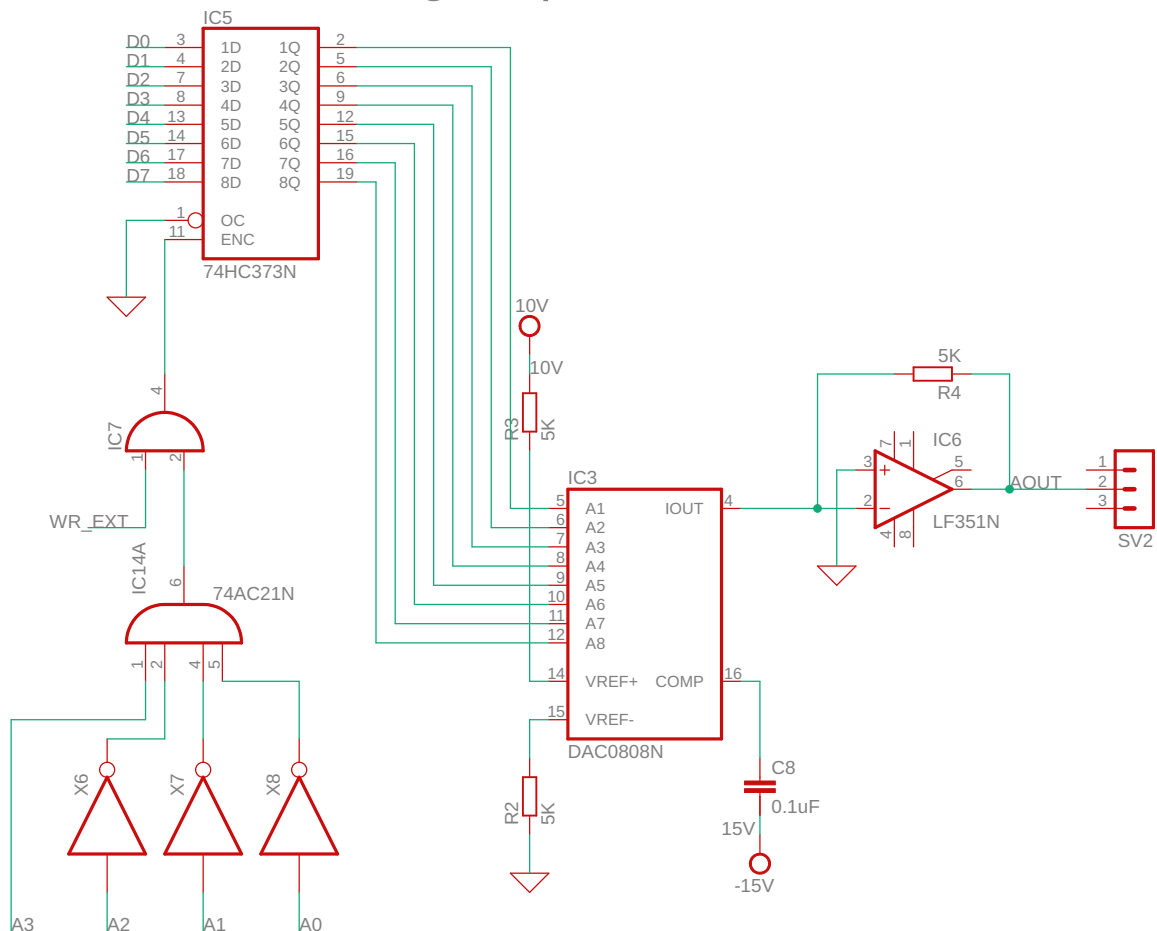 IC5
D0 3 1D 1Q 2
D1 4 2D 2Q 5
D2 7 3D 3Q 6
D3 8 4D 4Q 9
D4 13 5D 5Q 12
D5 14 6D 6Q 15
D6 17 7D 7Q 16
D7 18 8D 8Q 19
1 OC
11 ENC
74HC373N
10V
10V
R3
5K
4
IC7
1
2
WR_EXT
IC14A
6
74AC21N
1
2
4
5
X6
X7
X8
A3
A2
A1
A0
IC3
5 A1 IOUT 4
6 A2
7 A3
8 A4
9 A5
10 A6
11 A7
12 A8
14 VREF+ COMP 16
15 VREF-
DAC0808N
R2
5K
C8
0.1uF
15V
-15V
5K
R4
IC6
7
1
3
+
5
6
2
-
4
8
LF351N
AOUT
1
2
3
SV2